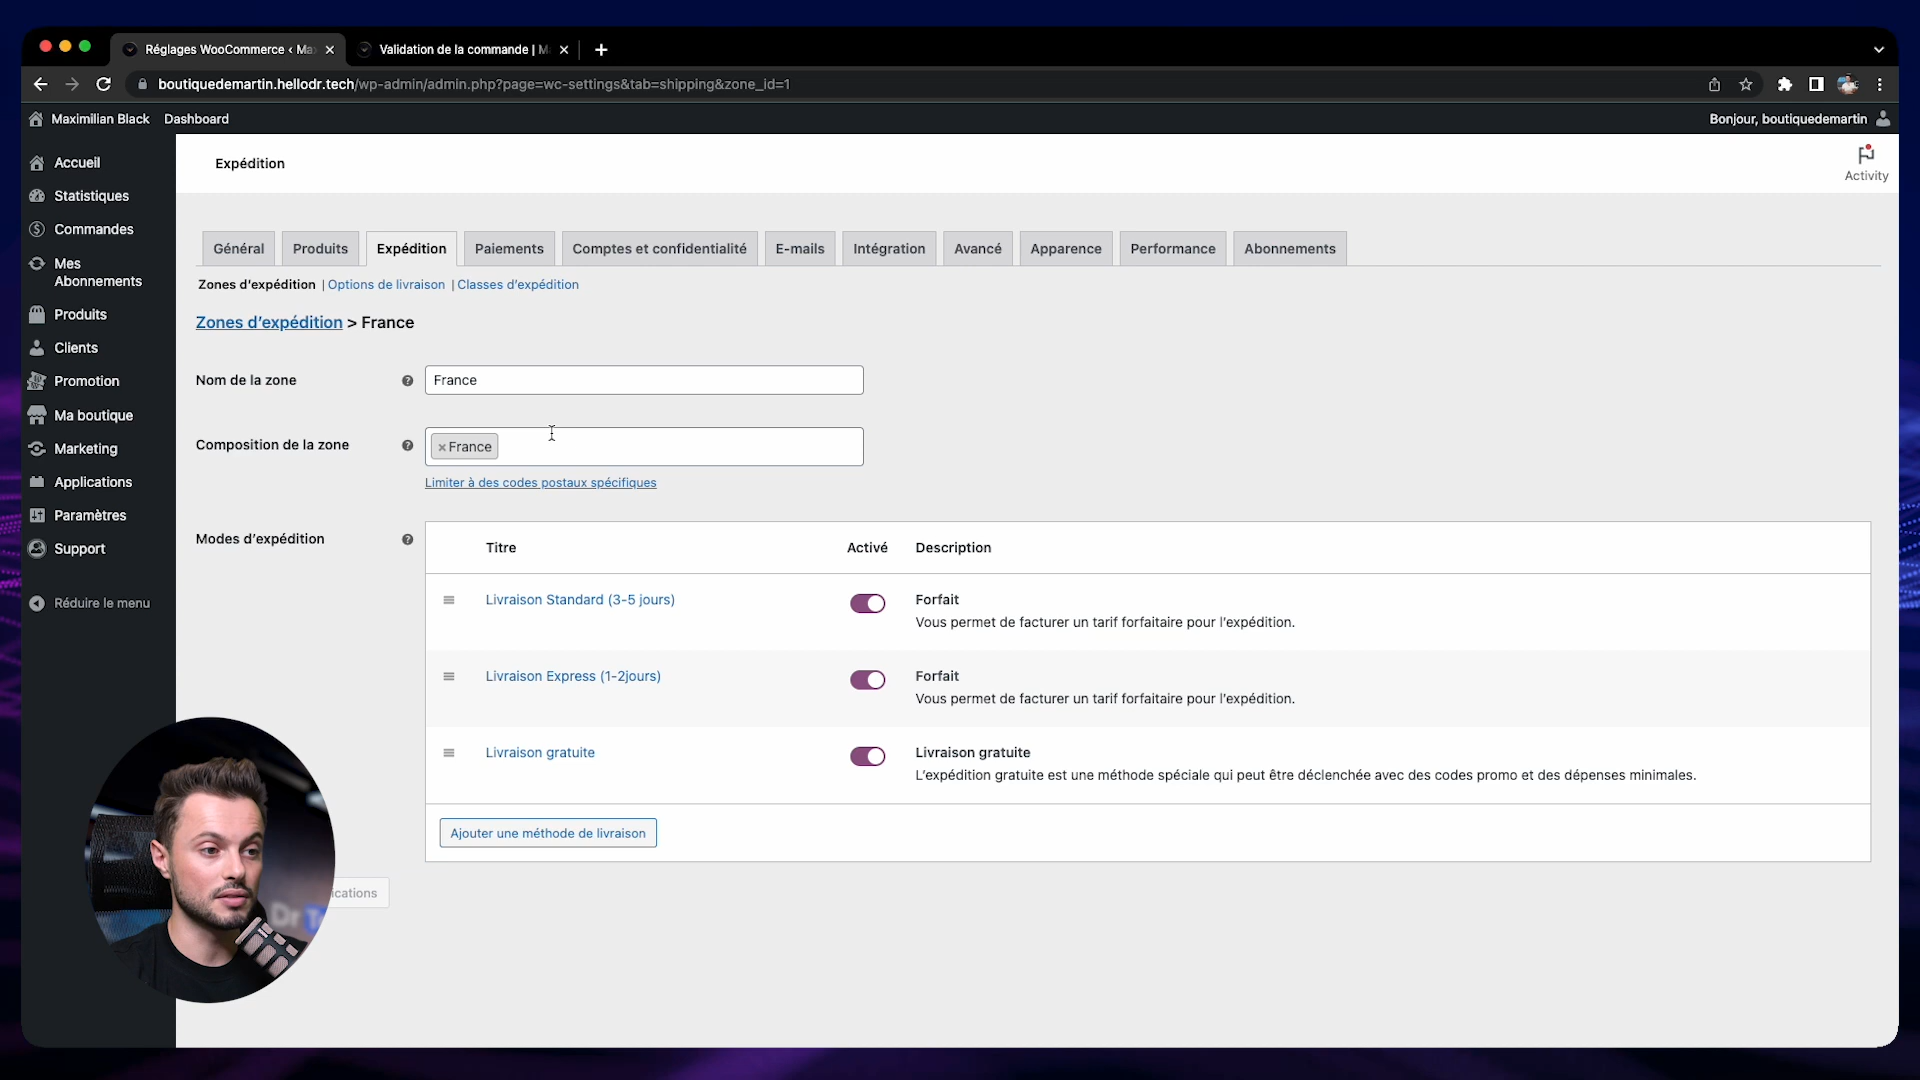 Réglages WooCommerce ‹ Ma
Validation de la commande | M
boutiquedemartin.hellodr.tech/wp-admin/admin.php?page=wc-settings&tab=shipping&zone_id=1
Maximilian Black
Dashboard
Bonjour, boutiquedemartin
Accueil
Statistiques
Commandes
Mes
Abonnements
Produits
Clients
Promotion
Ma boutique
Marketing
Applications
Paramètres
Support
Réduire le menu
Expédition
Activity
Général
Produits
Expédition
Paiements
Comptes et confidentialité
E-mails
Intégration
Avancé
Apparence
Performance
Abonnements
Zones d'expédition | Options de livraison | Classes d'expédition
Zones d'expédition > France
Nom de la zone
France
Composition de la zone
× France
Limiter à des codes postaux spécifiques
Modes d'expédition
Titre
Activé
Description
Livraison Standard (3-5 jours)
Forfait
Vous permet de facturer un tarif forfaitaire pour l'expédition.
Livraison Express (1-2jours)
Forfait
Vous permet de facturer un tarif forfaitaire pour l'expédition.
Livraison gratuite
Livraison gratuite
L'expédition gratuite est une méthode spéciale qui peut être déclenchée avec des codes promo et des dépenses minimales.
Ajouter une méthode de livraison
ications
Dr T